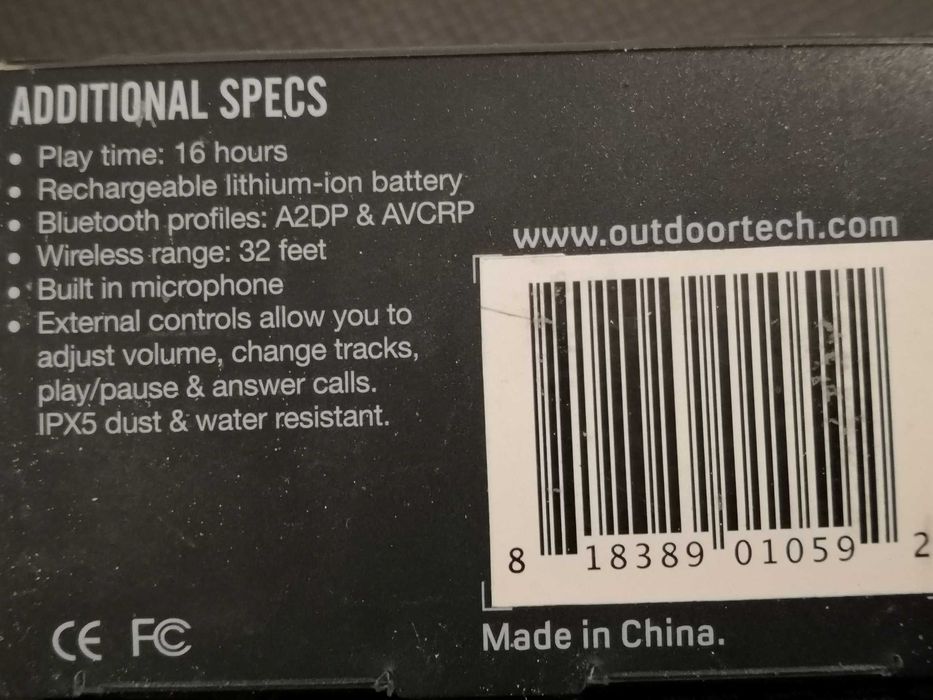 ADDITIONAL SPECS
• Play time: 16 hours
• Rechargeable lithium-ion battery
• Bluetooth profiles: A2DP & AVCRP
• Wireless range: 32 feet
• Built in microphone
• External controls allow you to
adjust volume, change tracks,
play/pause & answer calls.
IPX5 dust & water resistant.
www.outdoortech.com
8 18389 01059 2
CE FC
Made in China.